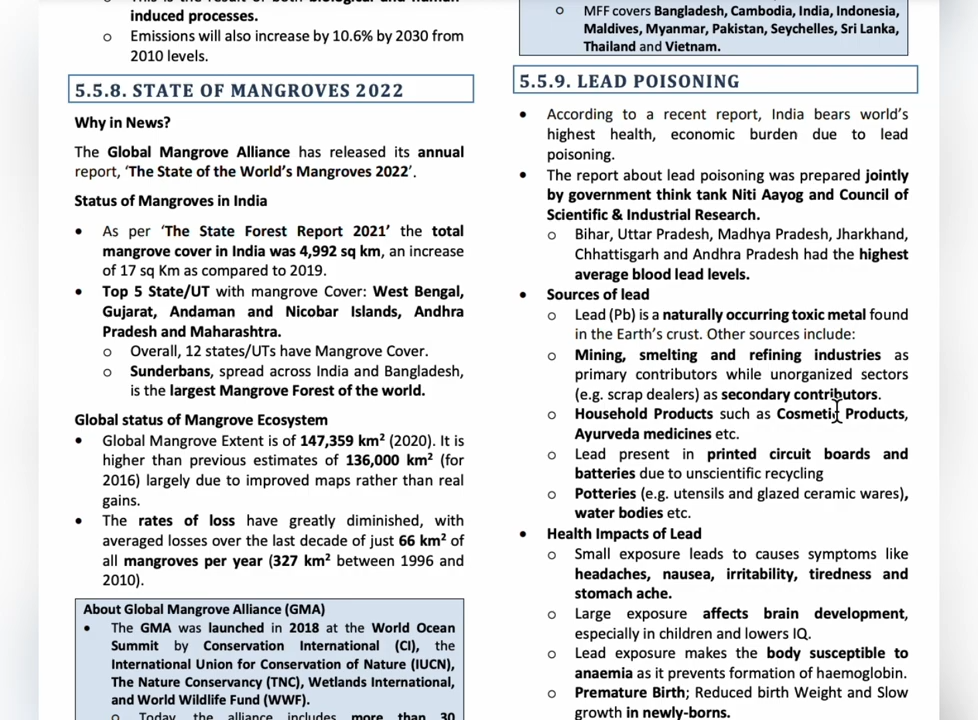 induced processes.
o Emissions will also increase by 10.6% by 2030 from
2010 levels.
5.5.8. STATE OF MANGROVES 2022
Why in News?
The Global Mangrove Alliance has released its annual
report, ‘The State of the World’s Mangroves 2022’.
Status of Mangroves in India
• As per ‘The State Forest Report 2021’ the total
mangrove cover in India was 4,992 sq km, an increase
of 17 sq Km as compared to 2019.
• Top 5 State/UT with mangrove Cover: West Bengal,
Gujarat, Andaman and Nicobar Islands, Andhra
Pradesh and Maharashtra.
o Overall, 12 states/UTs have Mangrove Cover.
o Sunderbans, spread across India and Bangladesh,
is the largest Mangrove Forest of the world.
Global status of Mangrove Ecosystem
• Global Mangrove Extent is of 147,359 km² (2020). It is
higher than previous estimates of 136,000 km² (for
2016) largely due to improved maps rather than real
gains.
• The rates of loss have greatly diminished, with
averaged losses over the last decade of just 66 km² of
all mangroves per year (327 km² between 1996 and
2010).
About Global Mangrove Alliance (GMA)
• The GMA was launched in 2018 at the World Ocean
Summit by Conservation International (CI), the
International Union for Conservation of Nature (IUCN),
The Nature Conservancy (TNC), Wetlands International,
and World Wildlife Fund (WWF).
o Today, the alliance includes more than 30
o MFF covers Bangladesh, Cambodia, India, Indonesia,
Maldives, Myanmar, Pakistan, Seychelles, Sri Lanka,
Thailand and Vietnam.
5.5.9. LEAD POISONING
• According to a recent report, India bears world’s
highest health, economic burden due to lead
poisoning.
• The report about lead poisoning was prepared jointly
by government think tank Niti Aayog and Council of
Scientific & Industrial Research.
o Bihar, Uttar Pradesh, Madhya Pradesh, Jharkhand,
Chhattisgarh and Andhra Pradesh had the highest
average blood lead levels.
• Sources of lead
o Lead (Pb) is a naturally occurring toxic metal found
in the Earth’s crust. Other sources include:
o Mining, smelting and refining industries as
primary contributors while unorganized sectors
(e.g. scrap dealers) as secondary contributors.
o Household Products such as Cosmetic Products,
Ayurveda medicines etc.
o Lead present in printed circuit boards and
batteries due to unscientific recycling
o Potteries (e.g. utensils and glazed ceramic wares),
water bodies etc.
• Health Impacts of Lead
o Small exposure leads to causes symptoms like
headaches, nausea, irritability, tiredness and
stomach ache.
o Large exposure affects brain development,
especially in children and lowers IQ.
o Lead exposure makes the body susceptible to
anaemia as it prevents formation of haemoglobin.
o Premature Birth; Reduced birth Weight and Slow
growth in newly-borns.